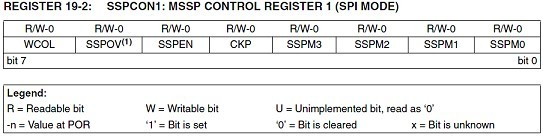 REGISTER 19-2: SSPCON1: MSSP CONTROL REGISTER 1 (SPI MODE)
R/W-0 R/W-0 R/W-0 R/W-0 R/W-0 R/W-0 R/W-0 R/W-0
WCOL SSPOV(1) SSPEN CKP SSPM3 SSPM2 SSPM1 SSPM0
bit 7 bit 0
Legend:
R = Readable bit W = Writable bit U = Unimplemented bit, read as ‘0’
-n = Value at POR ‘1’ = Bit is set ‘0’ = Bit is cleared x = Bit is unknown